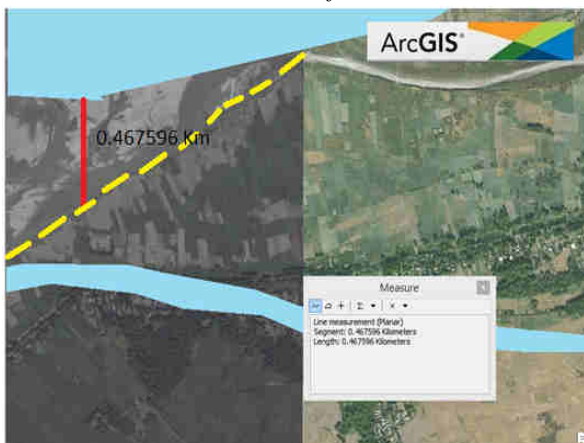 ArcGIS®
0.467596 Km
Measure
Line measurement (Planar)
Segment: 0.467596 Kilometers
Length: 0.467596 Kilometers